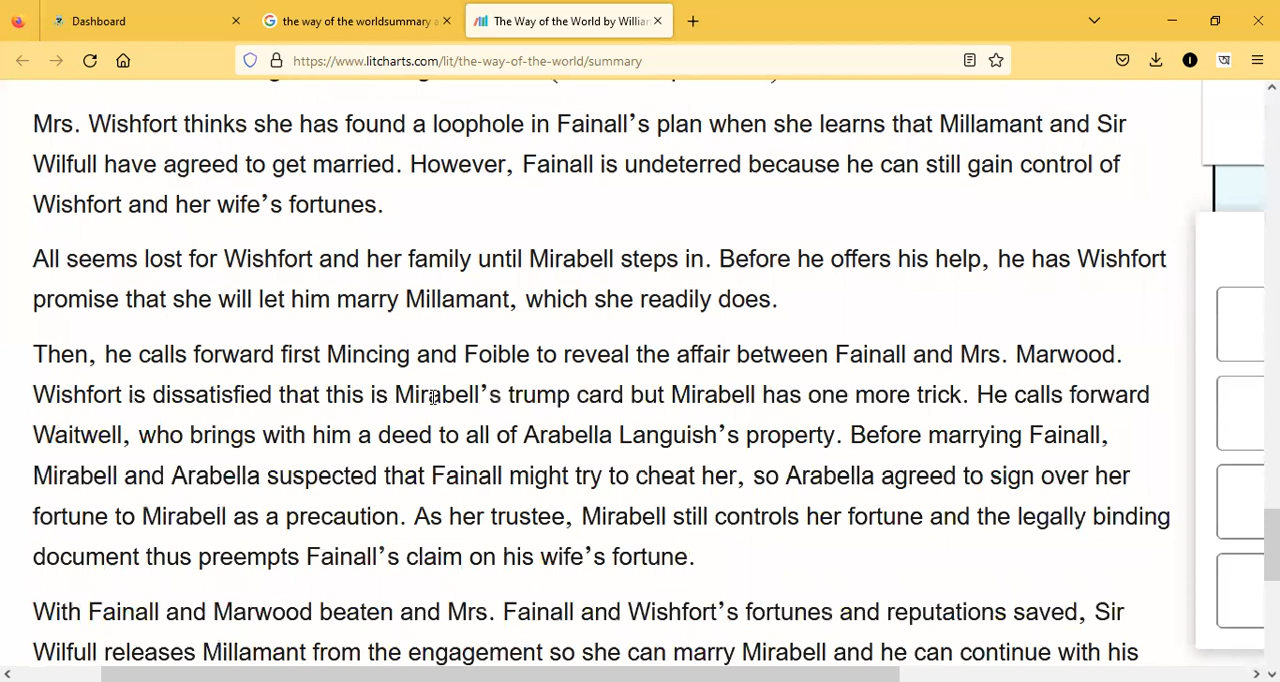 Dashboard
the way of the worldsummary a
The Way of the World by Willian
https://www.litcharts.com/lit/the-way-of-the-world/summary
Mrs. Wishfort thinks she has found a loophole in Fainall's plan when she learns that Millamant and Sir
Wilfull have agreed to get married. However, Fainall is undeterred because he can still gain control of
Wishfort and her wife's fortunes.
All seems lost for Wishfort and her family until Mirabell steps in. Before he offers his help, he has Wishfort
promise that she will let him marry Millamant, which she readily does.
Then, he calls forward first Mincing and Foible to reveal the affair between Fainall and Mrs. Marwood.
Wishfort is dissatisfied that this is Mirabell's trump card but Mirabell has one more trick. He calls forward
Waitwell, who brings with him a deed to all of Arabella Languish's property. Before marrying Fainall,
Mirabell and Arabella suspected that Fainall might try to cheat her, so Arabella agreed to sign over her
fortune to Mirabell as a precaution. As her trustee, Mirabell still controls her fortune and the legally binding
document thus preempts Fainall's claim on his wife's fortune.
With Fainall and Marwood beaten and Mrs. Fainall and Wishfort's fortunes and reputations saved, Sir
Wilfull releases Millamant from the engagement so she can marry Mirabell and he can continue with his